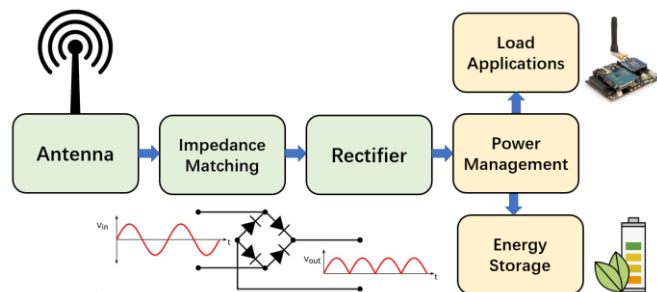 Load
Applications
Antenna
Impedance
Matching
Rectifier
Power
Management
Vin
t
Vout
t
Energy
Storage